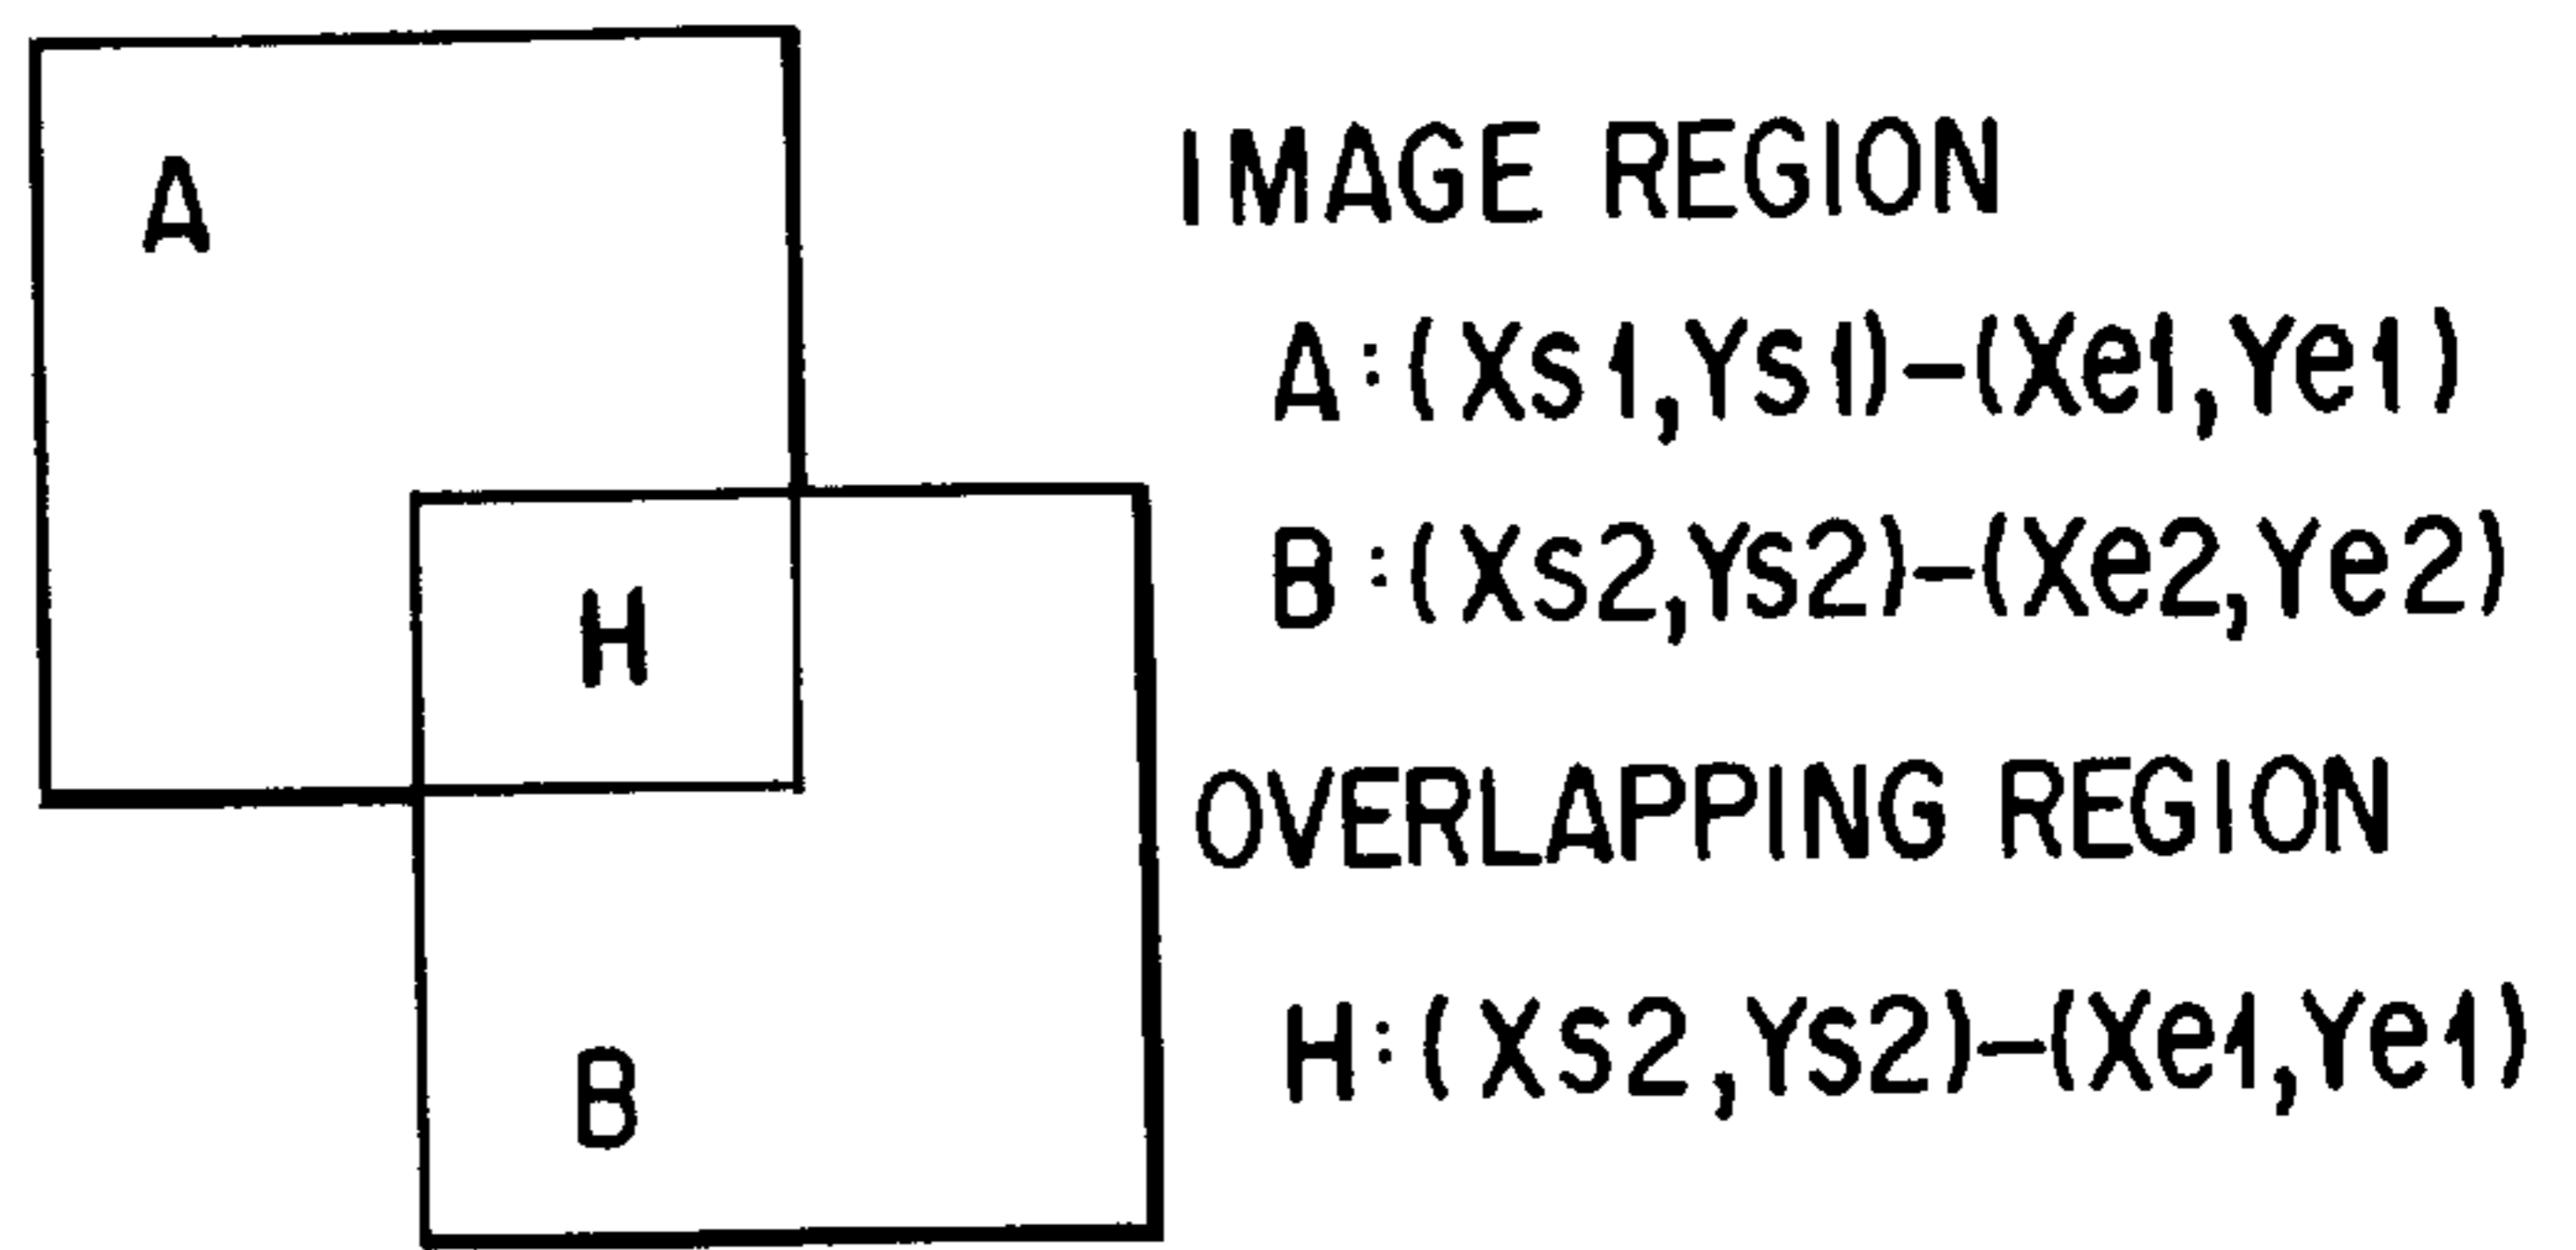 A
H
B
IMAGE REGION
A:(Xs1,Ys1)-(Xe1,Ye1)
B:(Xs2,Ys2)-(Xe2,Ye2)
OVERLAPPING REGION
H:(Xs2,Ys2)-(Xe1,Ye1)